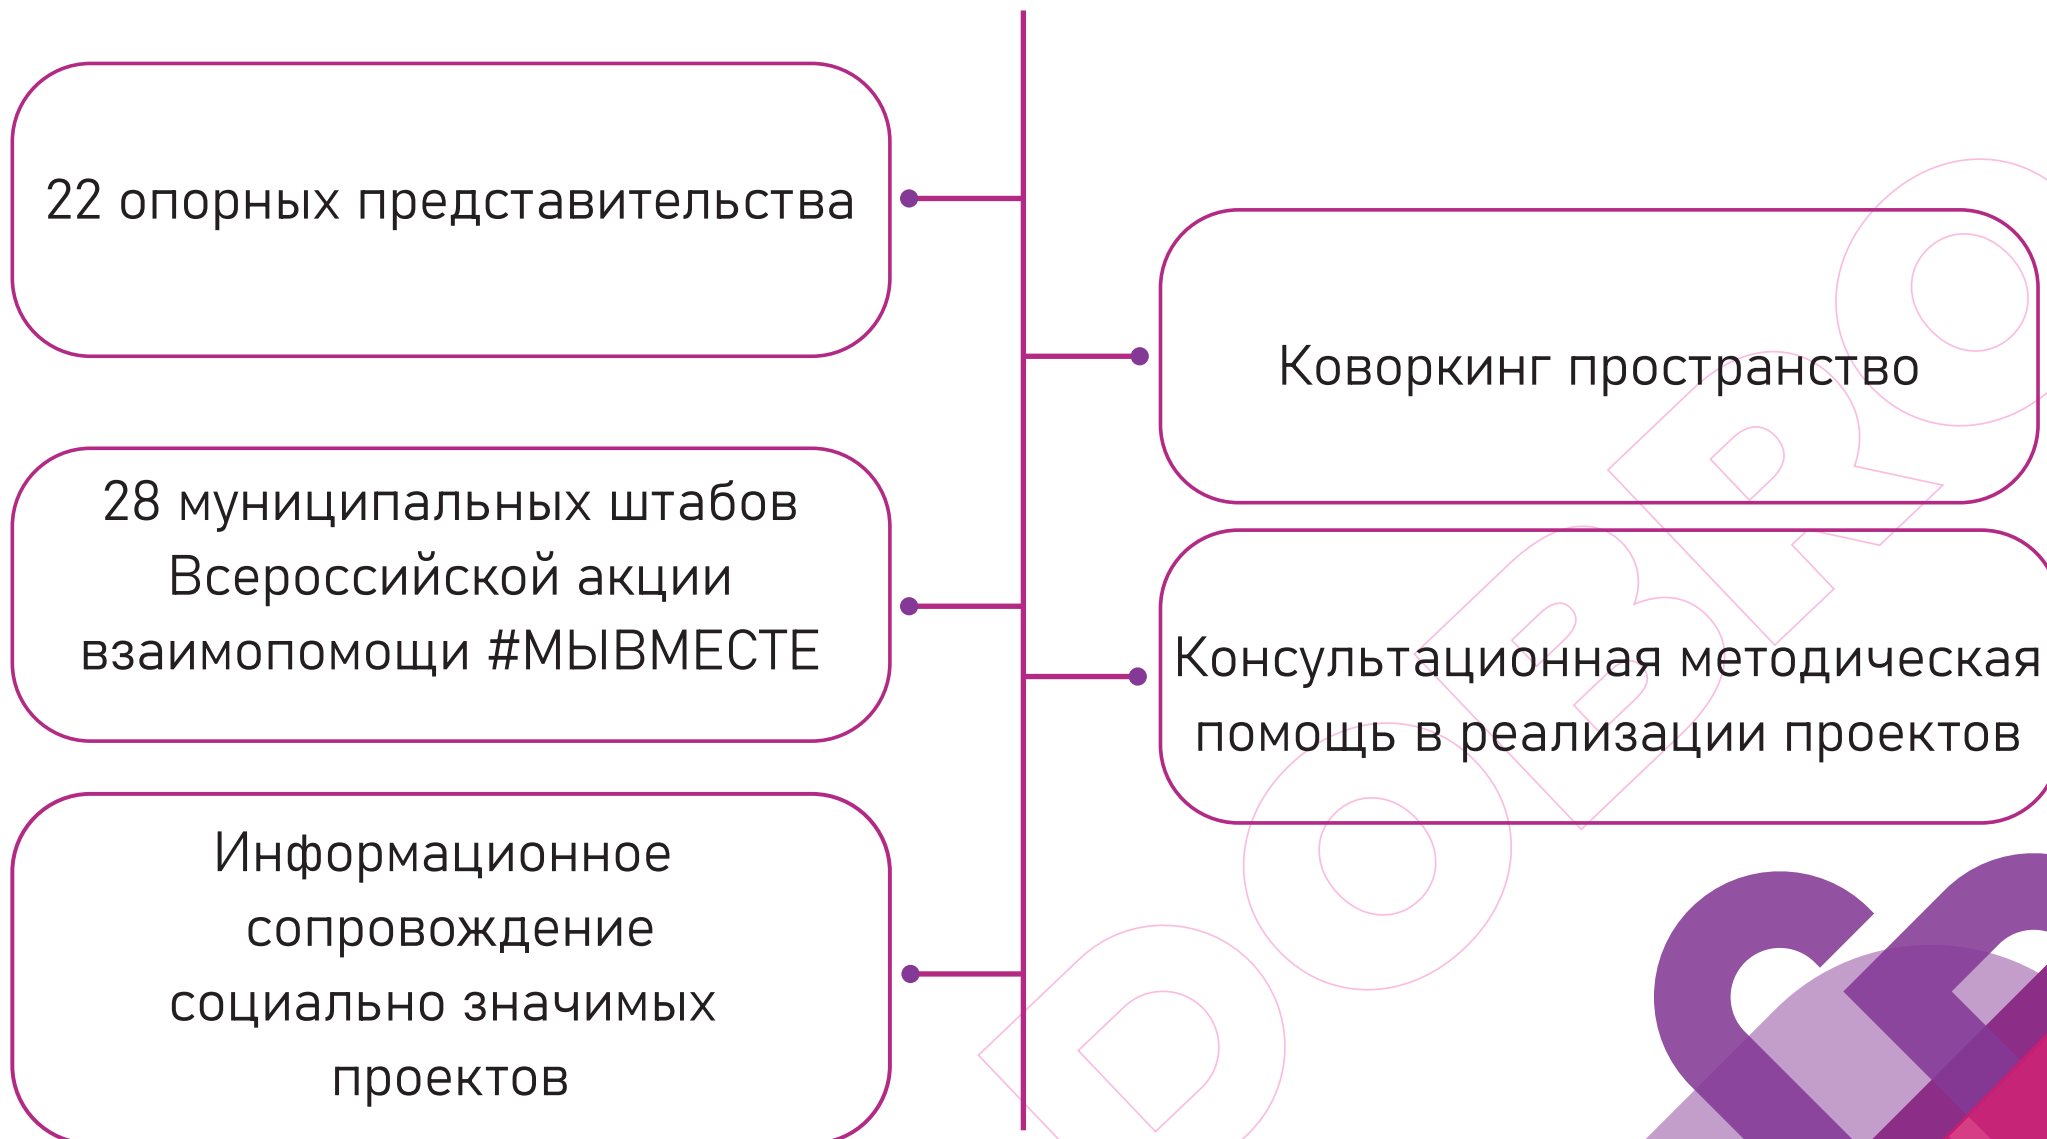 22 опорных представительства
Коворкинг пространство
28 муниципальных штабов
Всероссийской акции
взаимопомощи #МЫВМЕСТЕ
Консультационная методическая
помощь в реализации проектов
Информационное
сопровождение
социально значимых
проектов
DOBRO